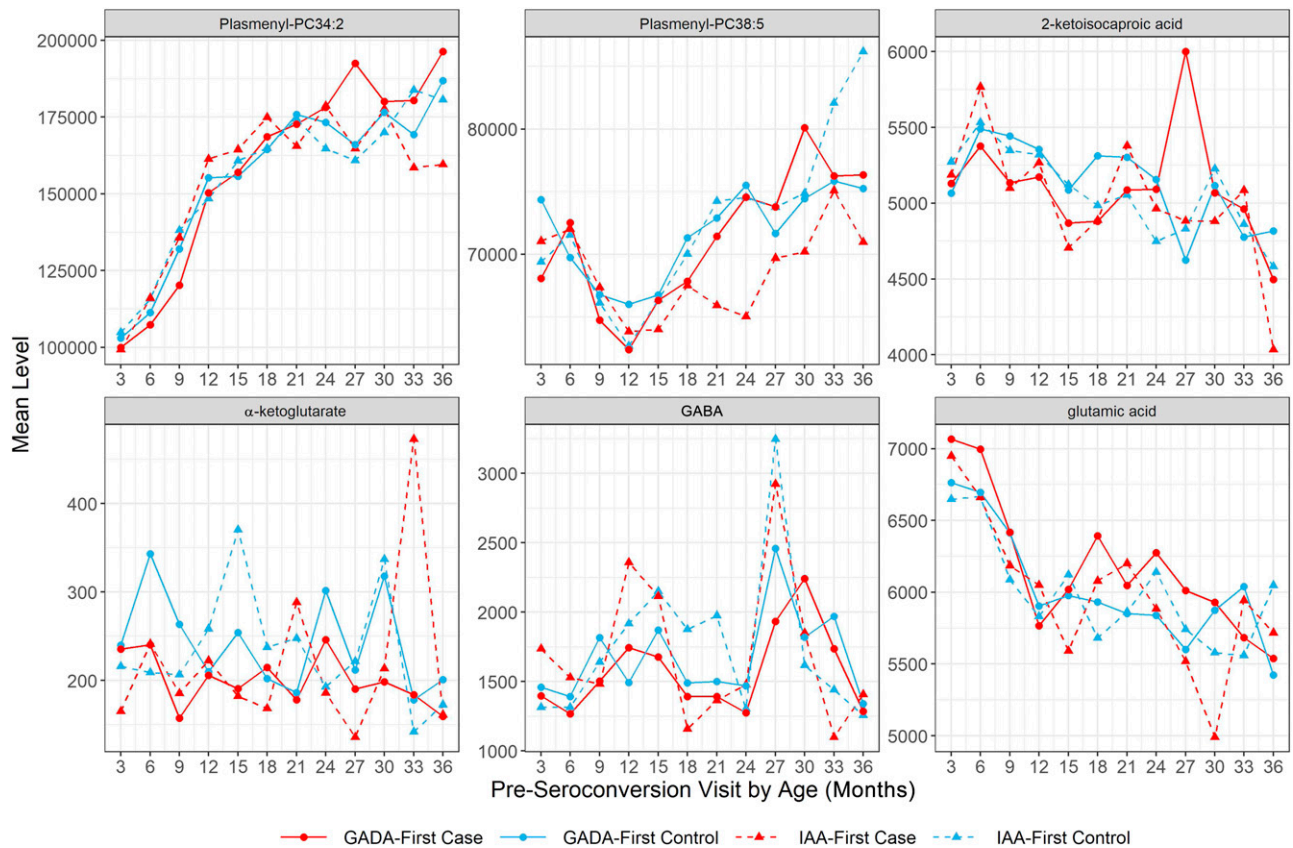 Plasmenyl-PC34:2 Plasmenyl-PC38:5 2-ketoisocaproic acid
200000
175000
150000
125000
100000
3 6 9 12 15 18 21 24 27 30 33 36
80000
70000
3 6 9 12 15 18 21 24 27 30 33 36
6000
5500
5000
4500
4000
3 6 9 12 15 18 21 24 27 30 33 36
Mean Level
α-ketoglutarate GABA glutamic acid
400
300
200
3 6 9 12 15 18 21 24 27 30 33 36
3000
2500
2000
1500
1000
3 6 9 12 15 18 21 24 27 30 33 36
7000
6500
6000
5500
5000
3 6 9 12 15 18 21 24 27 30 33 36
Pre-Seroconversion Visit by Age (Months)
GADA-First Case GADA-First Control IAA-First Case IAA-First Control